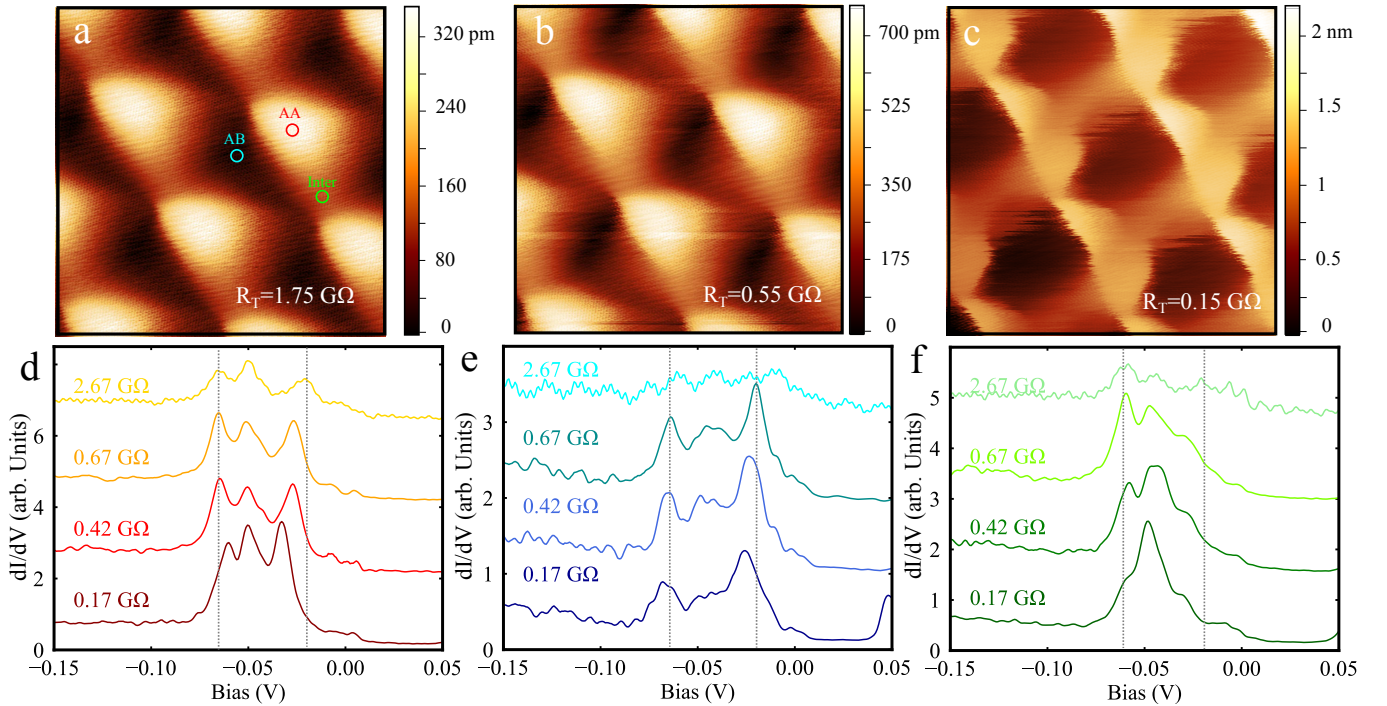 a
AA
AB
Inter
R_T=1.75 GΩ
320 pm
240
160
80
0
b
R_T=0.55 GΩ
700 pm
525
350
175
0
c
R_T=0.15 GΩ
2 nm
1.5
1
0.5
0
d
2.67 GΩ
0.67 GΩ
0.42 GΩ
0.17 GΩ
dI/dV (arb. Units)
6
4
2
0
−0.15 −0.10 −0.05 0.00 0.05
Bias (V)
e
2.67 GΩ
0.67 GΩ
0.42 GΩ
0.17 GΩ
dI/dV (arb. Units)
3
2
1
0
−0.15 −0.10 −0.05 0.00 0.05
Bias (V)
f
2.67 GΩ
0.67 GΩ
0.42 GΩ
0.17 GΩ
dI/dV (arb. Units)
5
4
3
2
1
0
−0.15 −0.10 −0.05 0.00 0.05
Bias (V)